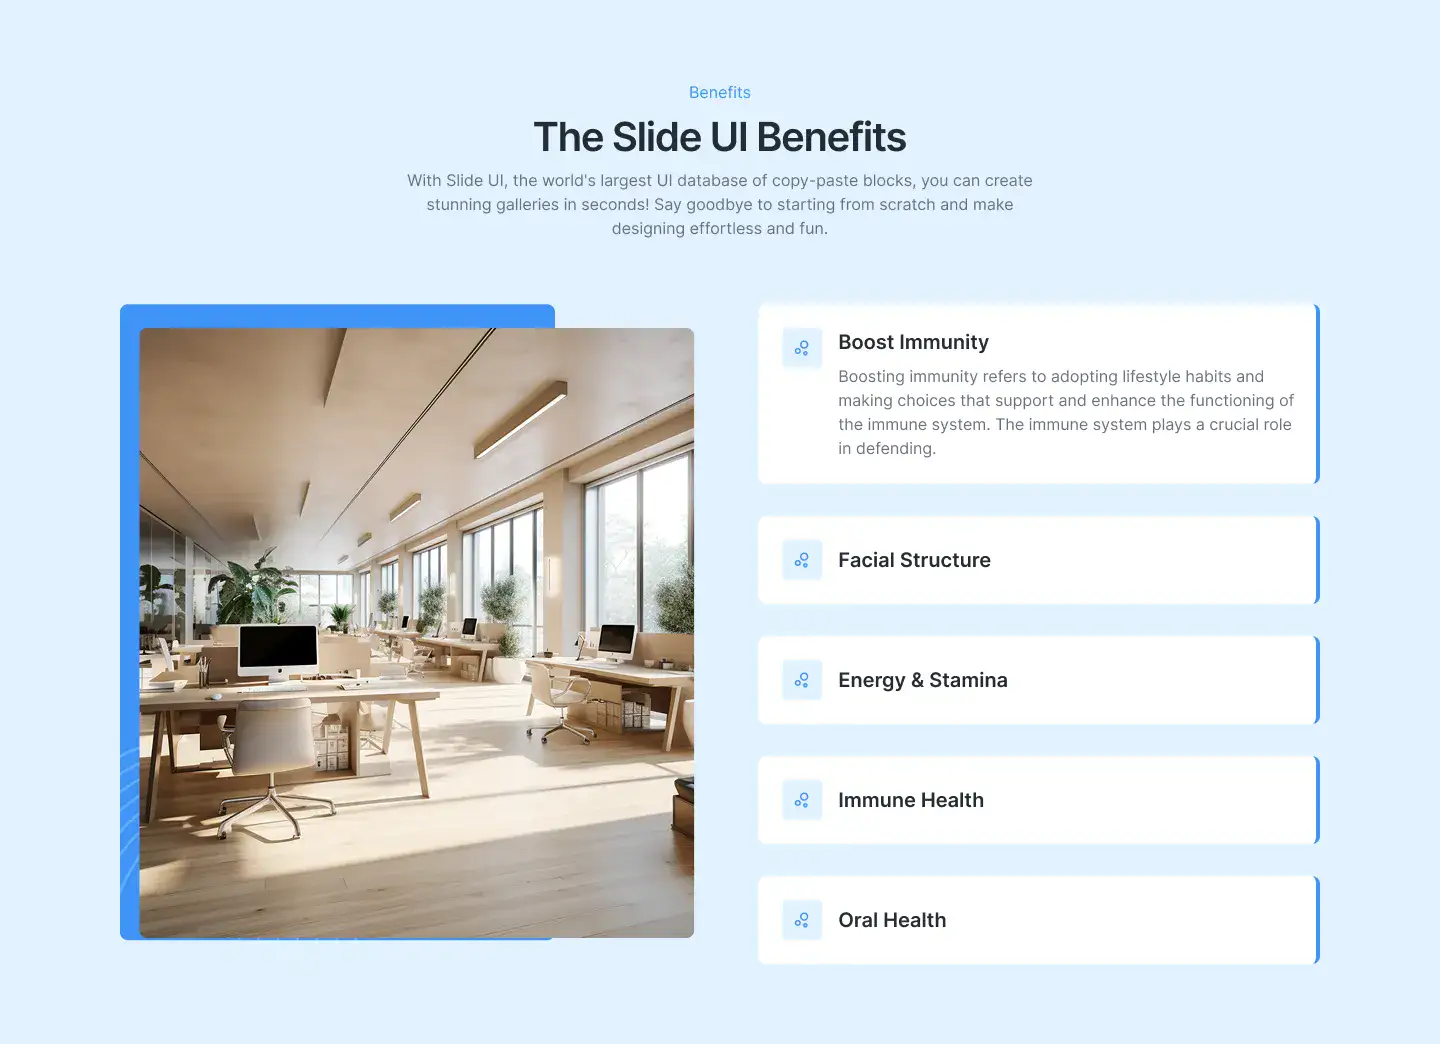 Benefits
The Slide UI Benefits
With Slide UI, the world's largest UI database of copy-paste blocks, you can create
stunning galleries in seconds! Say goodbye to starting from scratch and make
designing effortless and fun.
Boost Immunity
Boosting immunity refers to adopting lifestyle habits and
making choices that support and enhance the functioning of
the immune system. The immune system plays a crucial role
in defending.
Facial Structure
Energy & Stamina
Immune Health
Oral Health